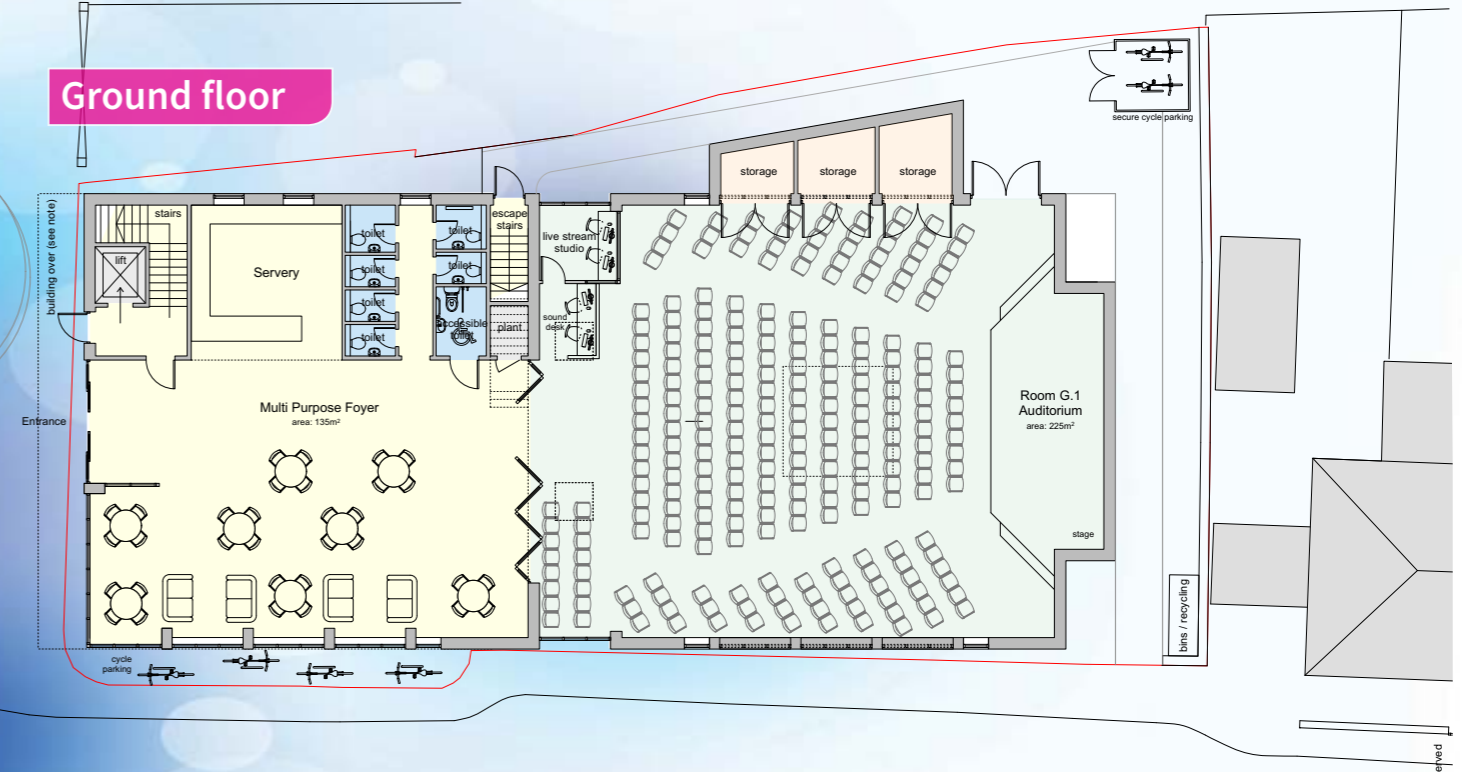 Ground floor
secure cycle parking
building over (see note)
stairs
lift
Servery
toilet
toilet
toilet
toilet
toilet
toilet
accessible
toilet
escape
stairs
plant
live stream
studio
sound
desk
storage
storage
storage
Entrance
Multi Purpose Foyer
area: 135m²
Room G.1
Auditorium
area: 225m²
stage
bins / recycling
cycle
parking
erved